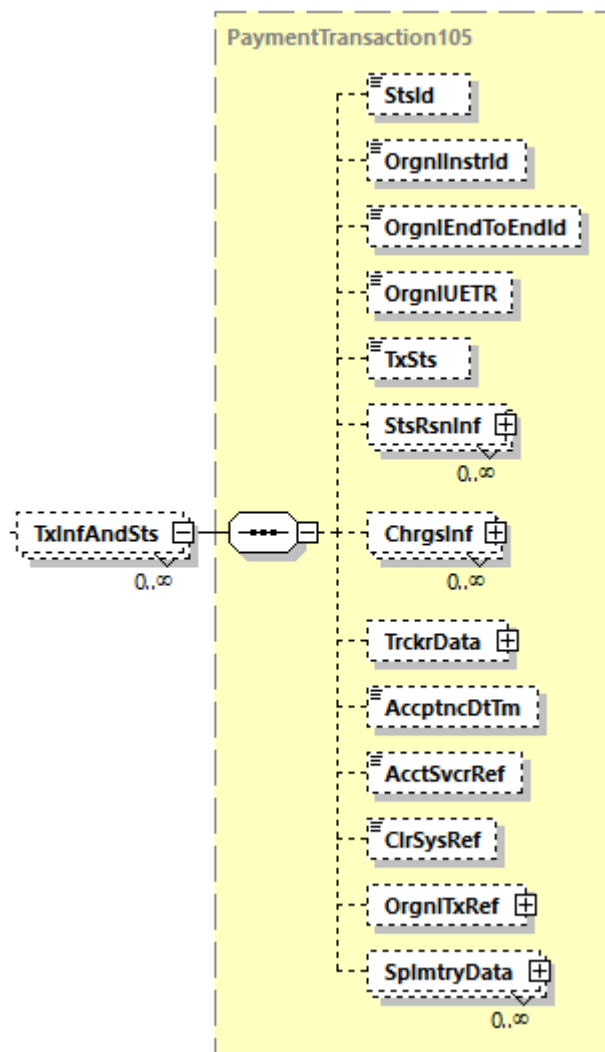 PaymentTransaction105
StsId
OrgnlInstrId
OrgnlEndToEndId
OrgnlUETR
TxSts
StsRsnInf
0..∞
TxInfAndSts
0..∞
ChrgsInf
0..∞
TrckrData
AccptncDtTm
AcctSvcrRef
ClrSysRef
OrgnlTxRef
SplmtryData
0..∞